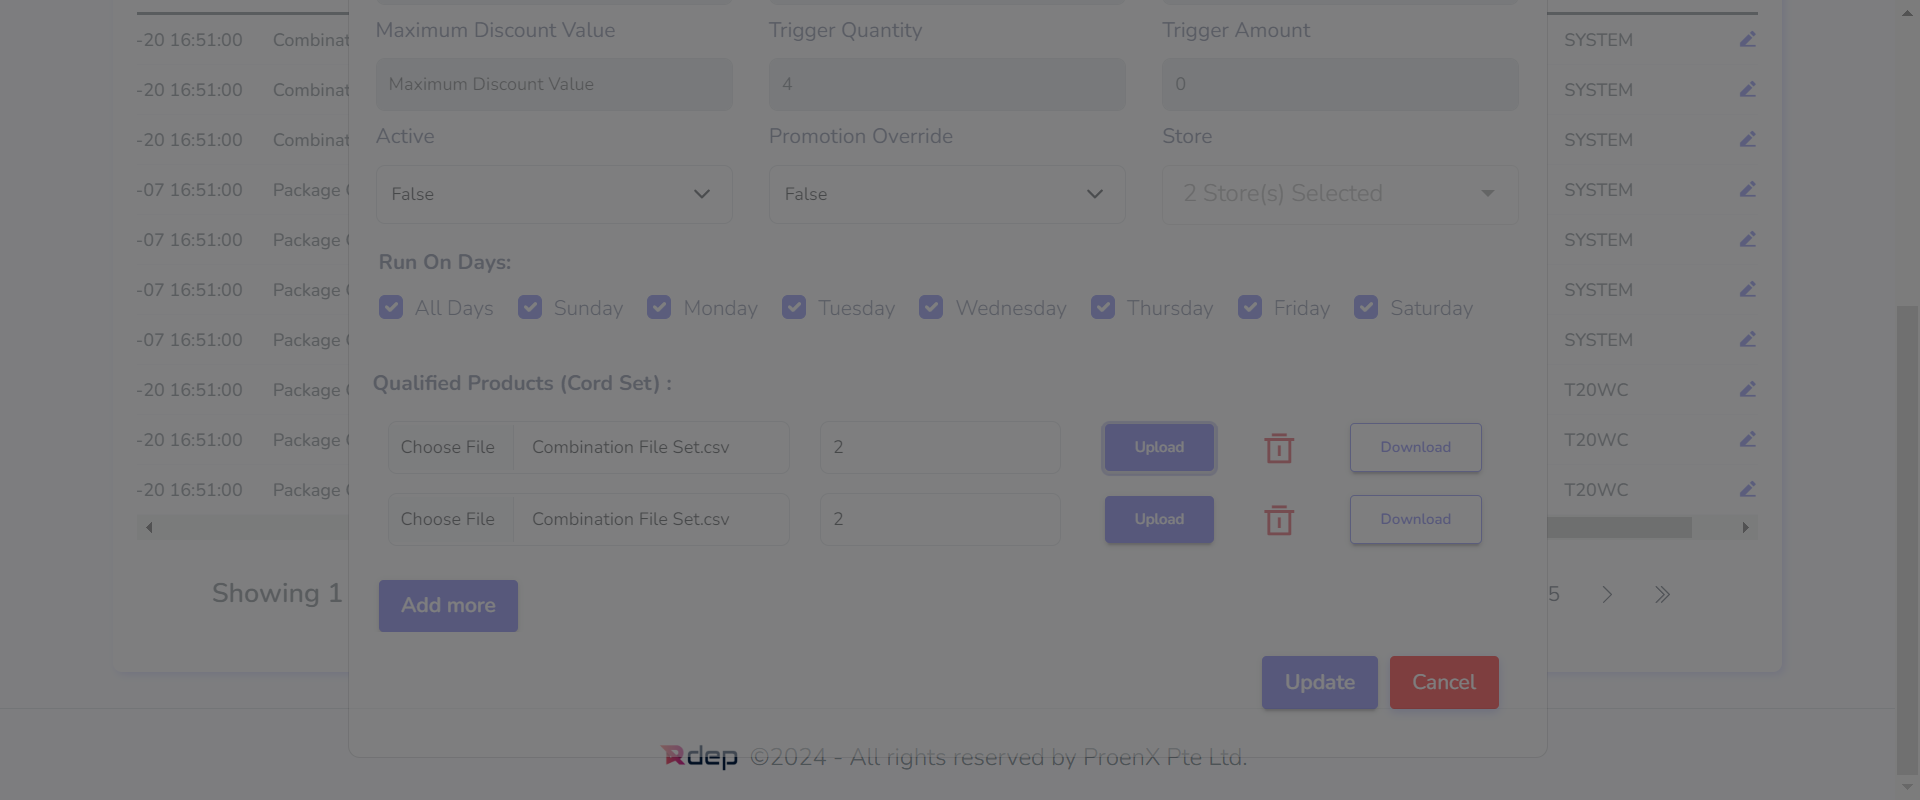 Maximum Discount Value Trigger Quantity Trigger Amount
-20 16:51:00 Combinat Maximum Discount Value 4 0 SYSTEM
-20 16:51:00 Combinat SYSTEM
-20 16:51:00 Combinat Active Promotion Override Store SYSTEM
-07 16:51:00 Package False False 2 Store(s) Selected SYSTEM
-07 16:51:00 Package Run On Days: SYSTEM
-07 16:51:00 Package All Days Sunday Monday Tuesday Wednesday Thursday Friday Saturday SYSTEM
-07 16:51:00 Package SYSTEM
-20 16:51:00 Package Qualified Products (Cord Set) : T20WC
-20 16:51:00 Package Choose File Combination File Set.csv 2 Upload Download T20WC
-20 16:51:00 Package Choose File Combination File Set.csv 2 Upload Download T20WC
Showing 1 Add more 5
Update Cancel
Rdep ©2024 - All rights reserved by ProenX Pte Ltd.